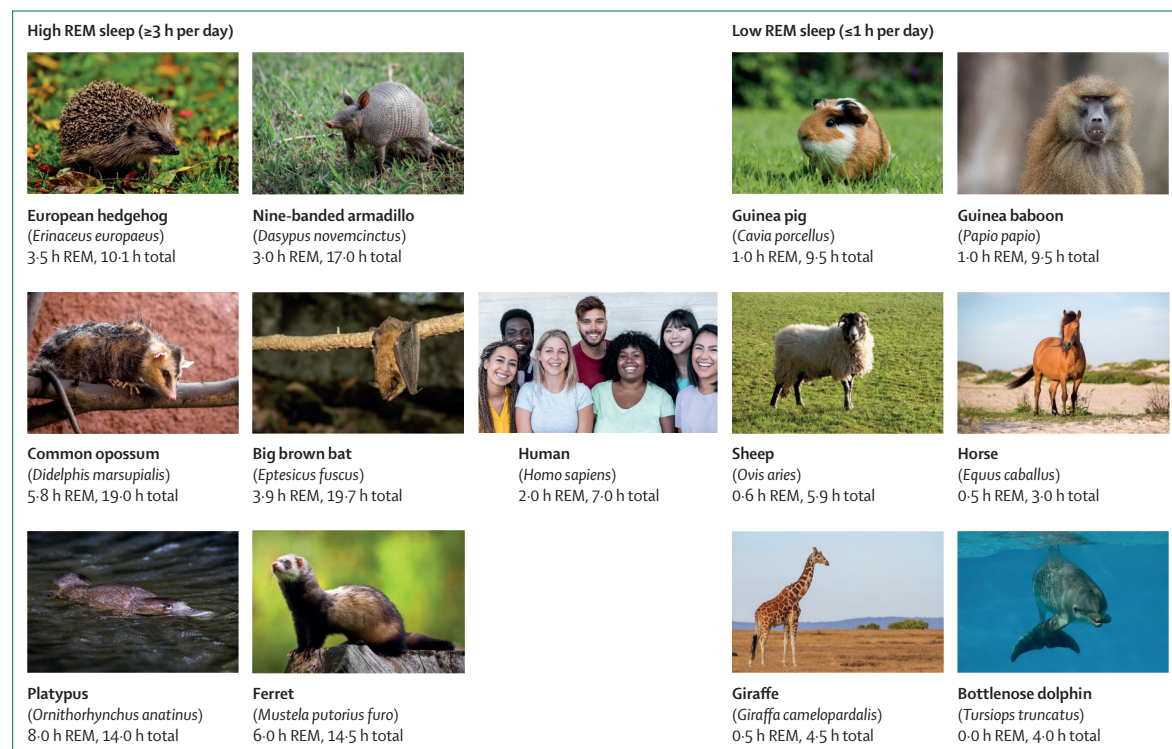 High REM sleep (≥3 h per day)
Low REM sleep (≤1 h per day)
European hedgehog
(Erinaceus europaeus)
3·5 h REM, 10·1 h total
Nine-banded armadillo
(Dasypus novemcinctus)
3·0 h REM, 17·0 h total
Guinea pig
(Cavia porcellus)
1·0 h REM, 9·5 h total
Guinea baboon
(Papio papio)
1·0 h REM, 9·5 h total
Common opossum
(Didelphis marsupialis)
5·8 h REM, 19·0 h total
Big brown bat
(Eptesicus fuscus)
3·9 h REM, 19·7 h total
Human
(Homo sapiens)
2·0 h REM, 7·0 h total
Sheep
(Ovis aries)
0·6 h REM, 5·9 h total
Horse
(Equus caballus)
0·5 h REM, 3·0 h total
Platypus
(Ornithorhynchus anatinus)
8·0 h REM, 14·0 h total
Ferret
(Mustela putorius furo)
6·0 h REM, 14·5 h total
Giraffe
(Giraffa camelopardalis)
0·5 h REM, 4·5 h total
Bottlenose dolphin
(Tursiops truncatus)
0·0 h REM, 4·0 h total